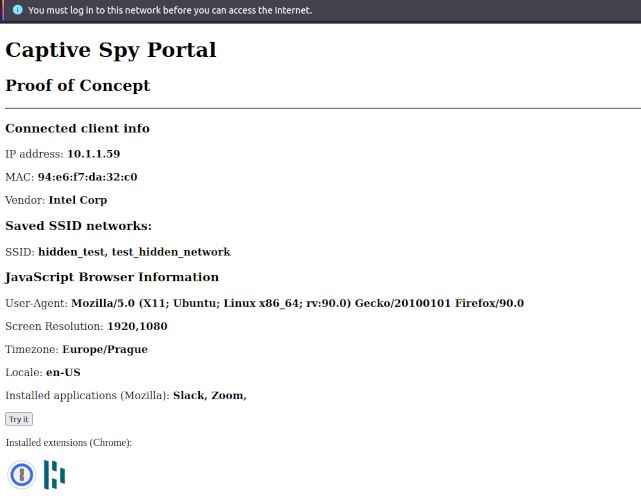 You must log in to this network before you can access the Internet.
Captive Spy Portal
Proof of Concept
Connected client info
IP address: 10.1.1.59
MAC: 94:e6:f7:da:32:c0
Vendor: Intel Corp
Saved SSID networks:
SSID: hidden_test, test_hidden_network
JavaScript Browser Information
User-Agent: Mozilla/5.0 (X11; Ubuntu; Linux x86_64; rv:90.0) Gecko/20100101 Firefox/90.0
Screen Resolution: 1920,1080
Timezone: Europe/Prague
Locale: en-US
Installed applications (Mozilla): Slack, Zoom,
Try it
Installed extensions (Chrome):